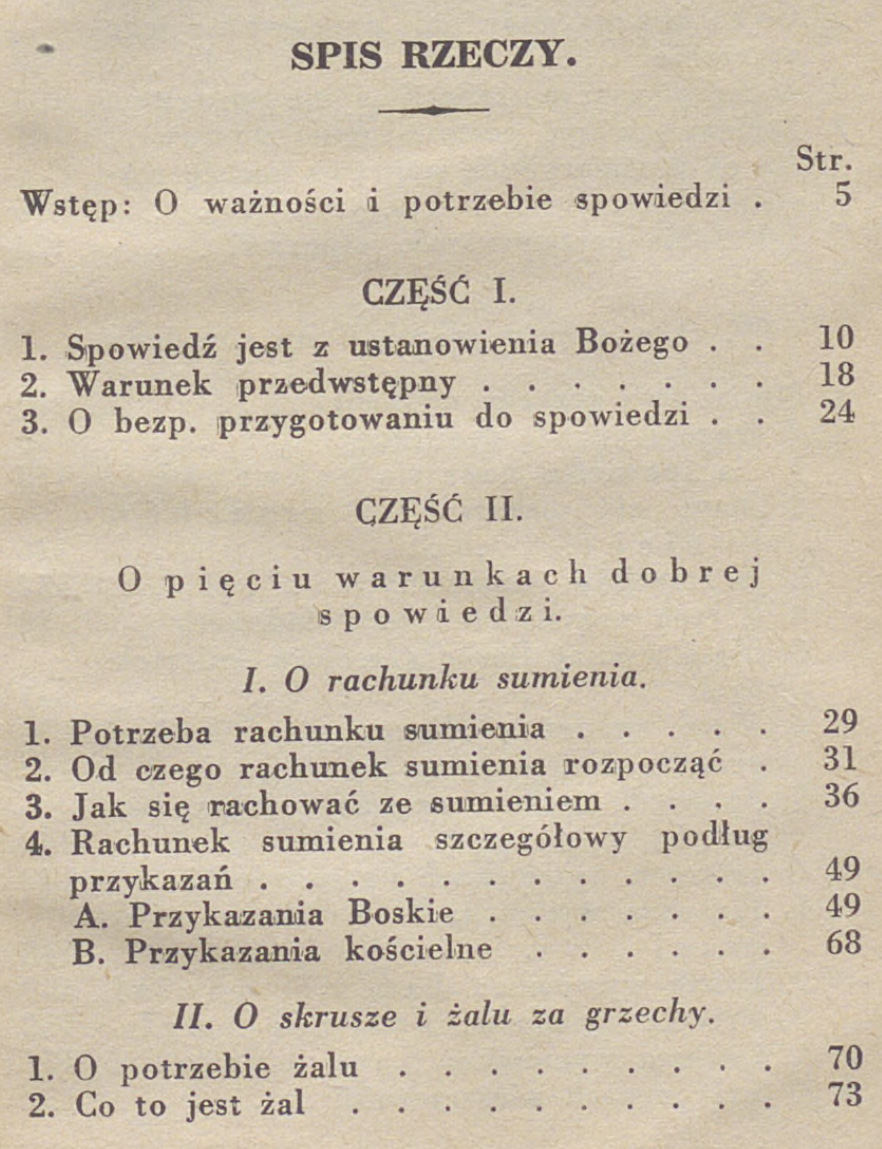 SPIS RZECZY.
Str.
Wstęp: O ważności i potrzebie spowiedzi . 5
CZĘŚĆ I.
1. Spowiedź jest z ustanowienia Bożego . . 10
2. Warunek przedwstępny . . . . . . . 18
3. O bezp. przygotowaniu do spowiedzi . . 24
CZĘŚĆ II.
O pięciu warunkach dobrej
spowiedzi.
I. O rachunku sumienia.
1. Potrzeba rachunku sumienia . . . . . 29
2. Od czego rachunek sumienia rozpocząć . 31
3. Jak się rachować ze sumieniem . . . . 36
4. Rachunek sumienia szczegółowy podług
przykazań . . . . . . . . . . . . 49
A. Przykazania Boskie . . . . . . . 49
B. Przykazania kościelne . . . . . . 68
II. O skrusze i żalu za grzechy.
1. O potrzebie żalu . . . . . . . . . 70
2. Co to jest żal . . . . . . . . . . 73